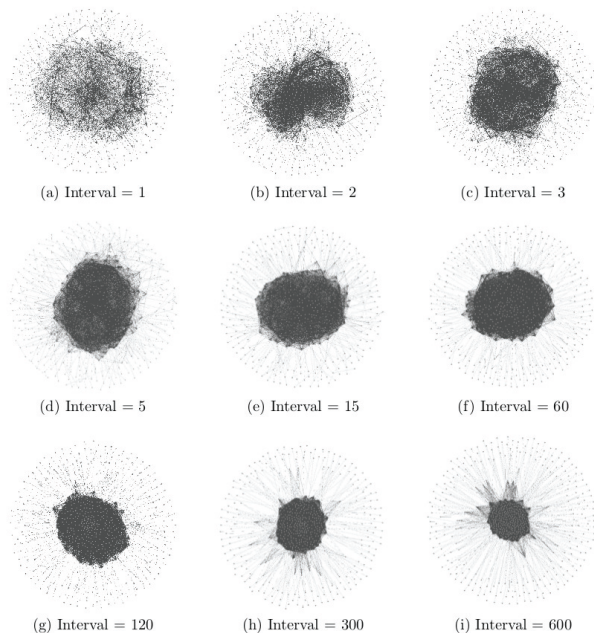 (a) Interval = 1
(b) Interval = 2
(c) Interval = 3
(d) Interval = 5
(e) Interval = 15
(f) Interval = 60
(g) Interval = 120
(h) Interval = 300
(i) Interval = 600